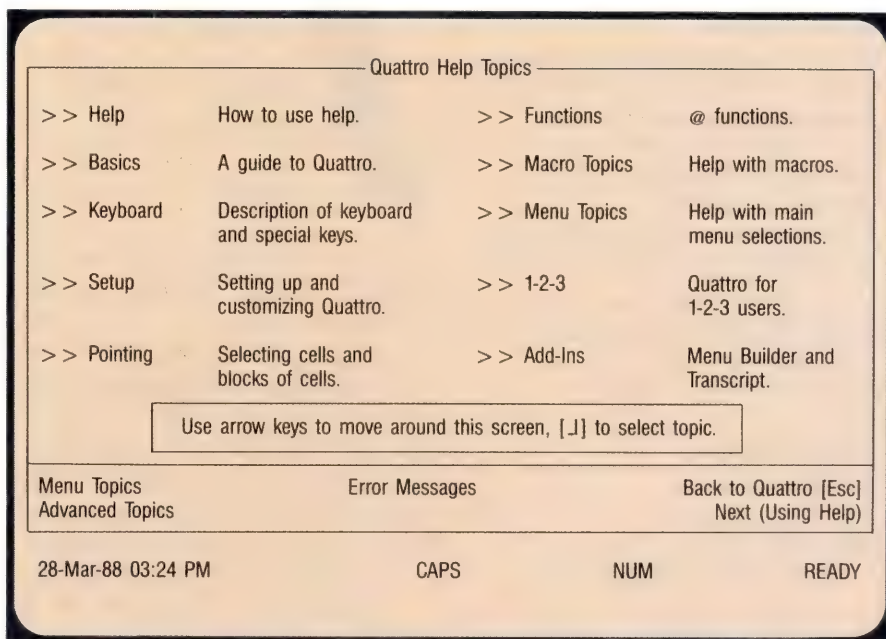 Quattro Help Topics
>> Help How to use help. >> Functions @ functions.
>> Basics A guide to Quattro. >> Macro Topics Help with macros.
>> Keyboard Description of keyboard and special keys. >> Menu Topics Help with main menu selections.
>> Setup Setting up and customizing Quattro. >> 1-2-3 Quattro for 1-2-3 users.
>> Pointing Selecting cells and blocks of cells. >> Add-Ins Menu Builder and Transcript.
Use arrow keys to move around this screen, [↵] to select topic.
Menu Topics Error Messages Back to Quattro [Esc]
Advanced Topics Next (Using Help)
28-Mar-88 03:24 PM CAPS NUM READY